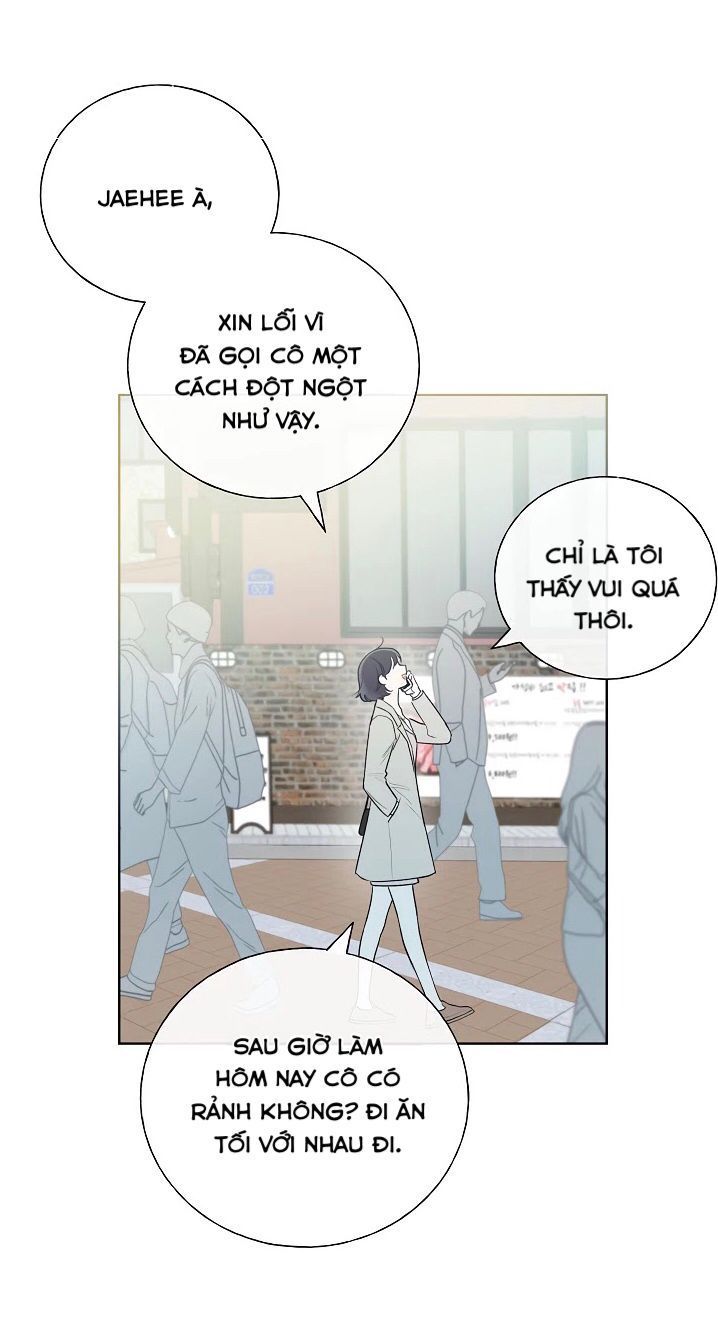 JAEHEE À,
XIN LỖI VÌ
ĐÃ GỌI CÔ MỘT
CÁCH ĐỘT NGỘT
NHƯ VẬY.
CHỈ LÀ TÔI
THẤY VUI QUÁ
THÔI.
SAU GIỜ LÀM
HÔM NAY CÔ CÓ
RẢNH KHÔNG? ĐI ĂN
TỐI VỚI NHAU ĐI.